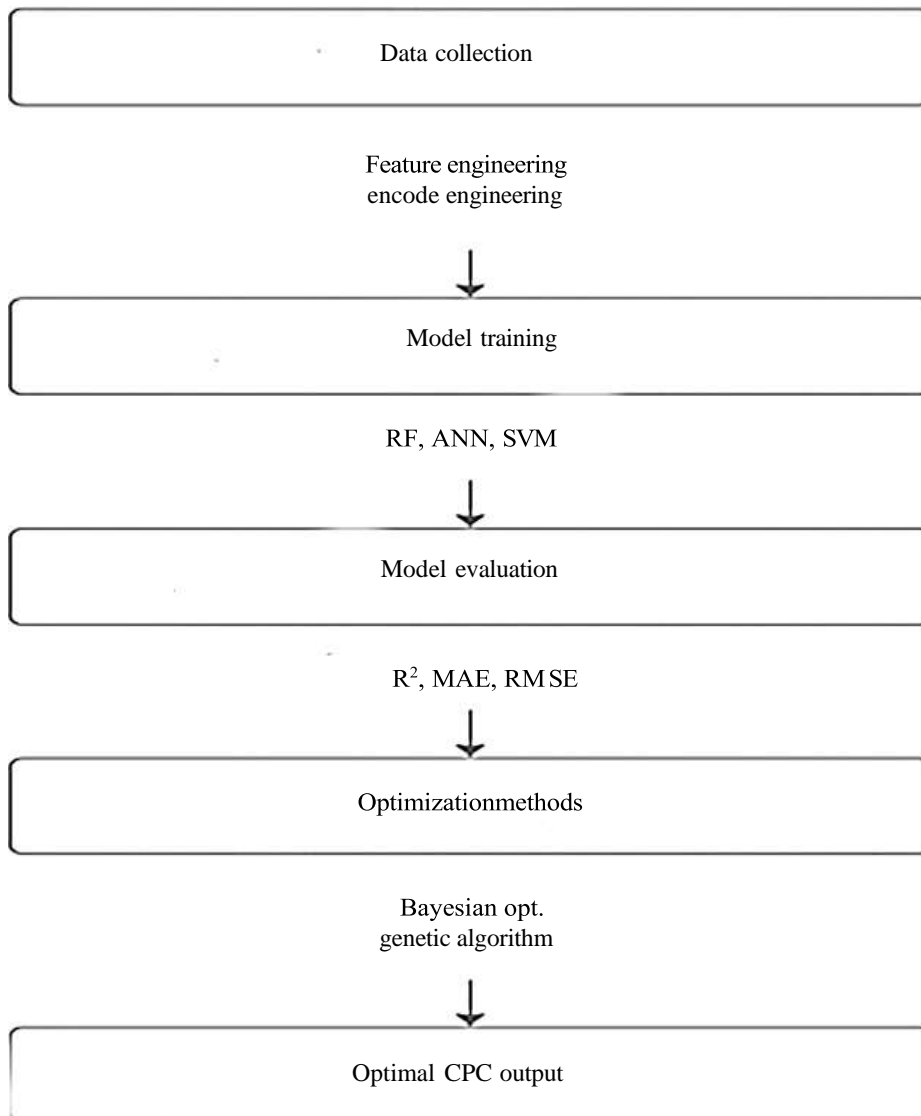 Data collection
Feature engineering
encode engineering
Model training
RF, ANN, SVM
Model evaluation
R², MAE, RMSE
Optimizationmethods
Bayesian opt.
genetic algorithm
Optimal CPC output